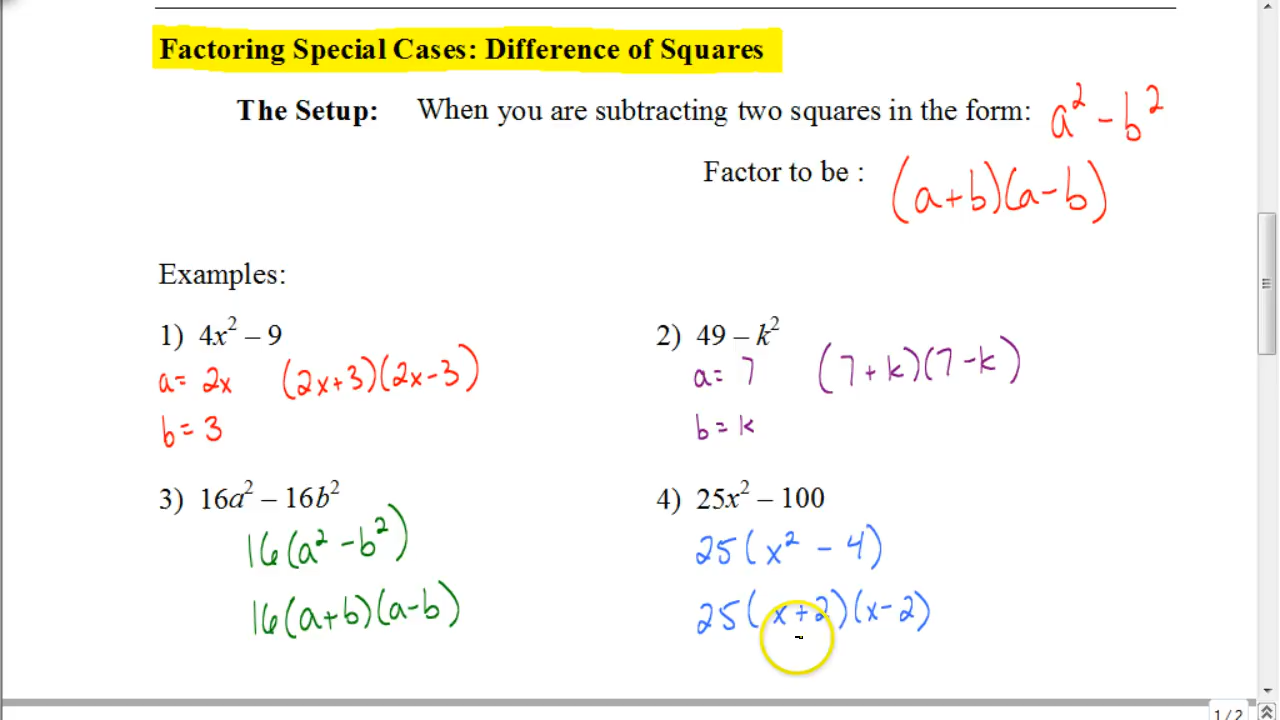 Factoring Special Cases: Difference of Squares
The Setup: When you are subtracting two squares in the form: a² - b²
Factor to be : (a+b)(a-b)
Examples:
1) 4x² – 9
a= 2x (2x+3)(2x-3)
b= 3
2) 49 – k²
a= 7 (7+k)(7-k)
b= k
3) 16a² – 16b²
16(a² - b²)
16(a+b)(a-b)
4) 25x² – 100
25(x² - 4)
25(x+2)(x-2)
1/2